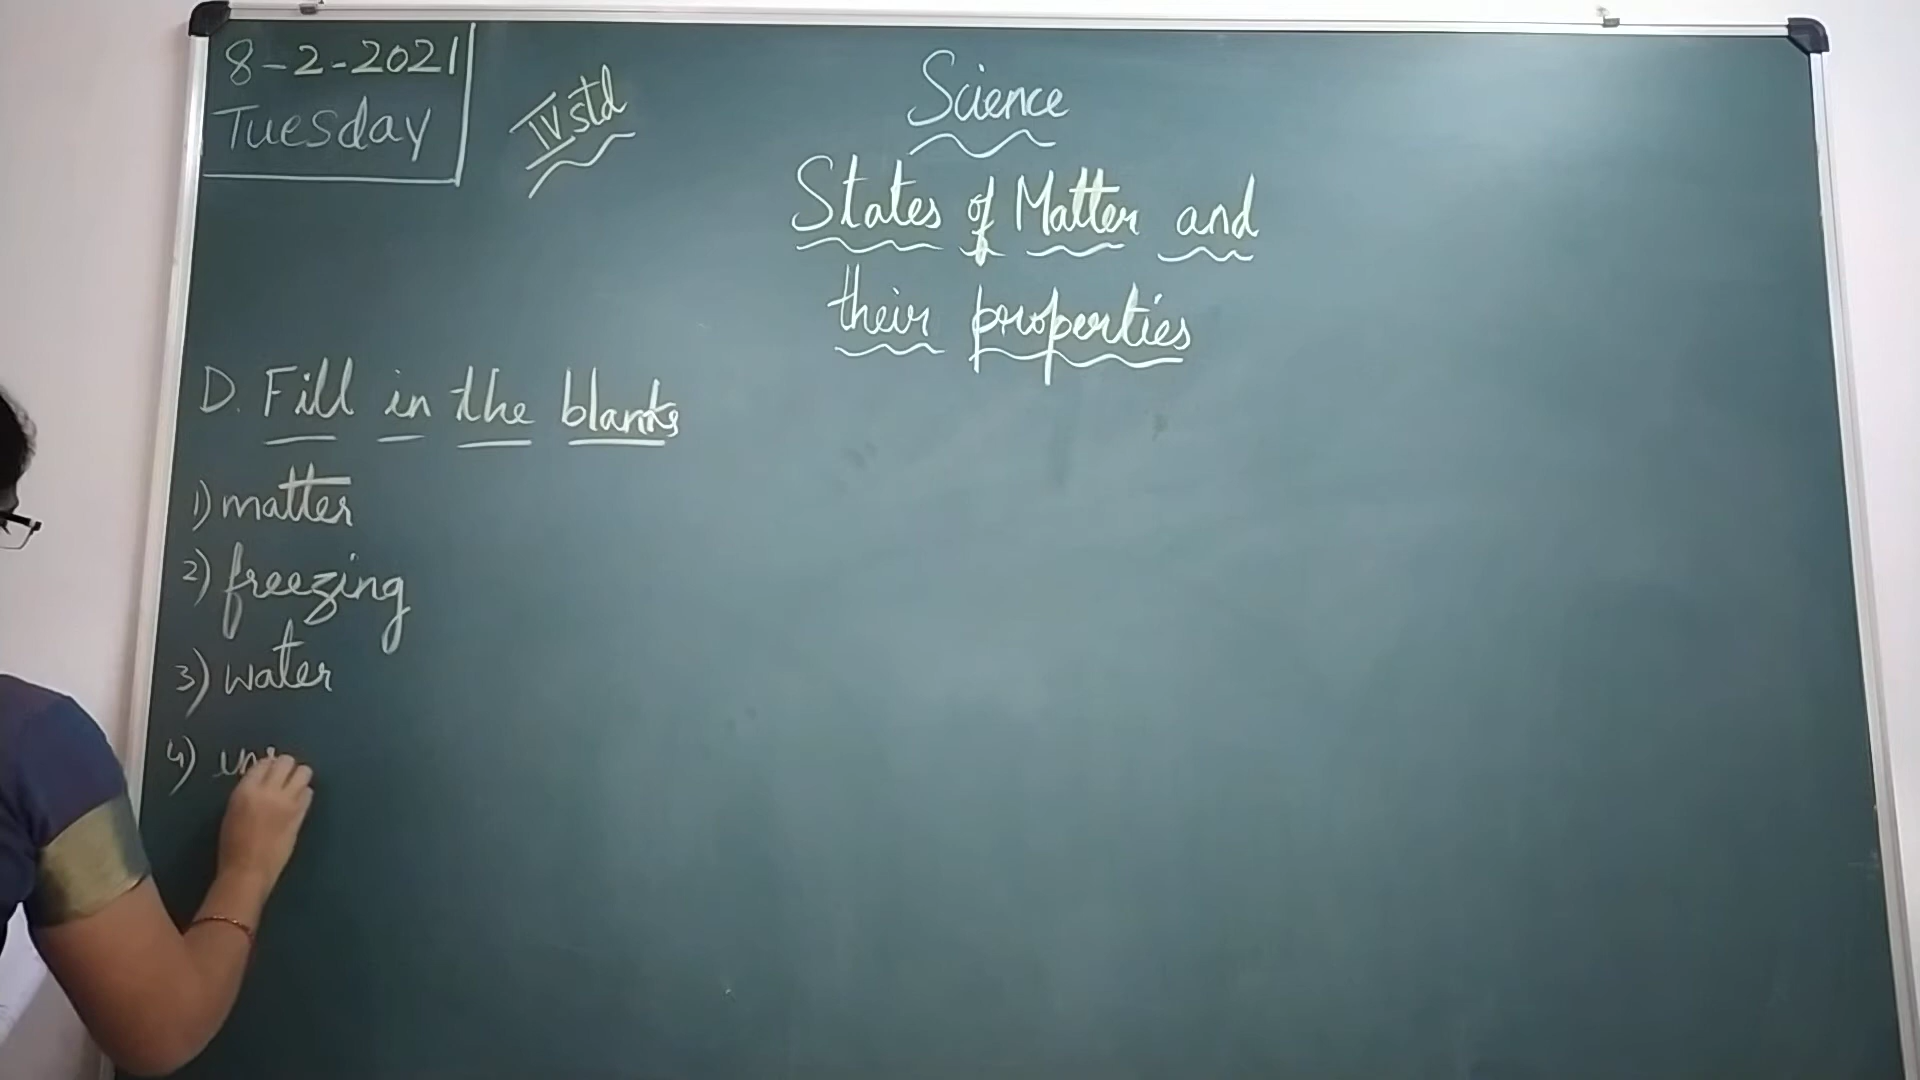 8-2-2021
Tuesday
IV std
Science
States of Matter and
their properties
D. Fill in the blanks
1) matter
2) freezing
3) water
4)